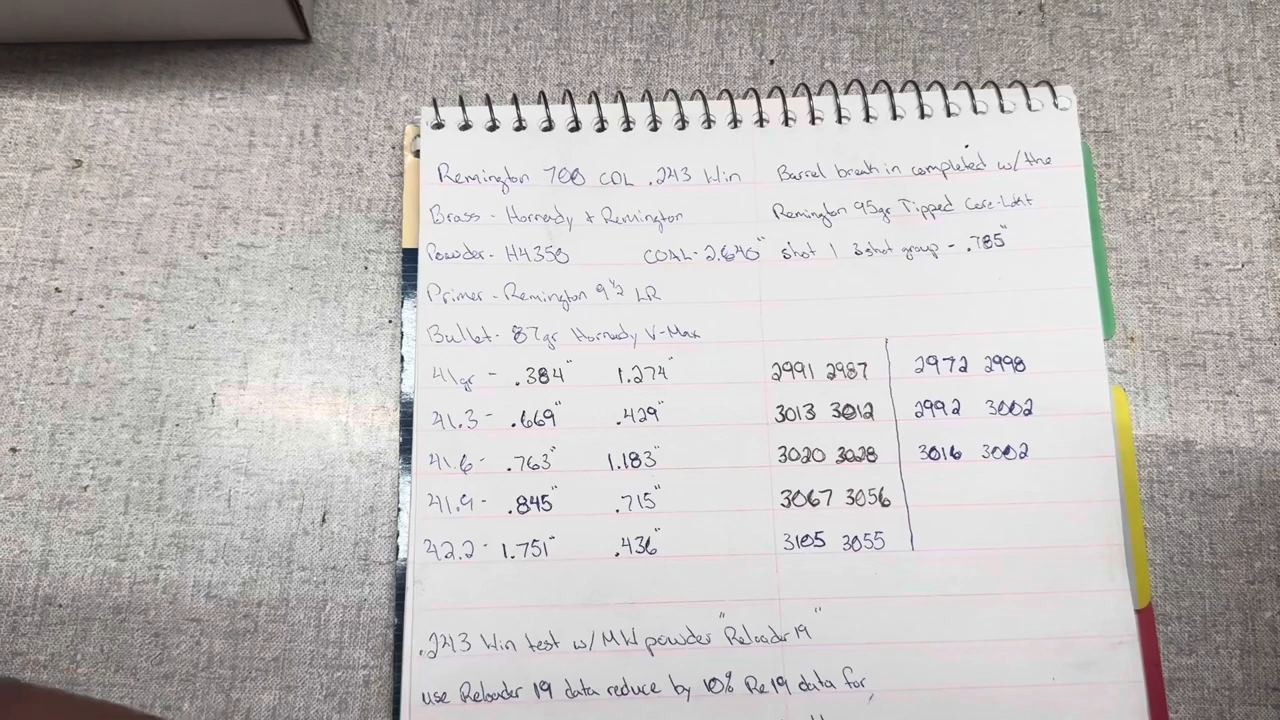 Remington 700 CDL .243 Win Barrel break in completed w/the
Brass - Hornady + Remington Remington 95gr Tipped Core-Lokt
Powder - H4350 COAL - 2.640" shot 1 3 shot group - .785"
Primer - Remington 9 1/2 LR
Bullet - 87gr Hornady V-Max
41gr - .384" 1.274" 2991 2987 2972 2998
41.3 - .669" .429" 3013 3012 2992 3002
41.6 - .763" 1.183" 3020 3028 3016 3002
41.9 - .845" .715" 3067 3056
42.2 - 1.751" .436" 3105 3055
.243 Win test w/ MW powder "Reloader 19"
use Reloader 19 data reduce by 10% Re19 data for